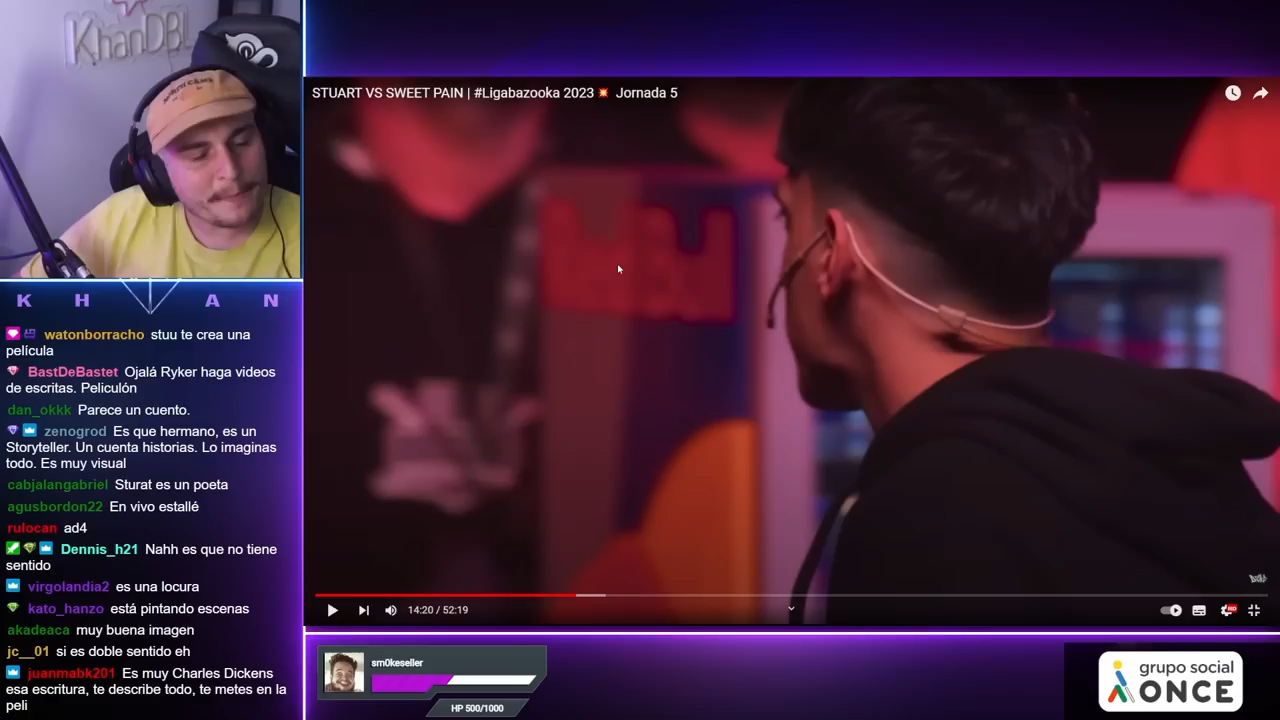 KhanDBL
STUART VS SWEET PAIN | #Ligabazooka 2023💥 Jornada 5
K H A N
watonborracho stuu te crea una
película
BastDeBastet Ojalá Ryker haga videos
de escritas. Peliculón
dan_okkk Parece un cuento.
zenogrod Es que hermano, es un
Storyteller. Un cuenta historias. Lo imaginas
todo. Es muy visual
cabjalangabriel Sturat es un poeta
agusbordon22 En vivo estallé
rulocan ad4
Dennis_h21 Nahh es que no tiene
sentido
virgolandia2 es una locura
kato_hanzo está pintando escenas
akadeaca muy buena imagen
jc__01 si es doble sentido eh
juanmabk201 Es muy Charles Dickens
esa escritura, te describe todo, te metes en la
peli
14:20 / 52:19
HD
sm0keseller
HP 500/1000
grupo social
ONCE